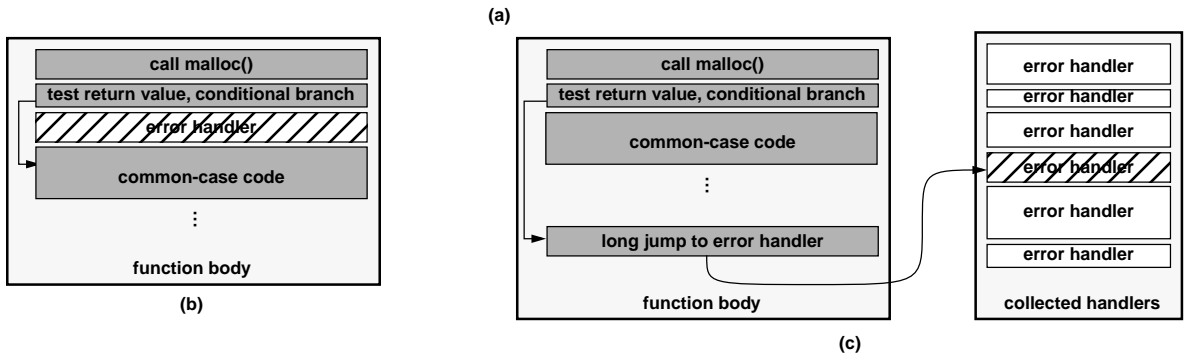 (a)
call malloc()
test return value, conditional branch
error handler
common-case code
⋮
function body
(b)
call malloc()
test return value, conditional branch
common-case code
⋮
long jump to error handler
function body
error handler
error handler
error handler
error handler
error handler
error handler
collected handlers
(c)